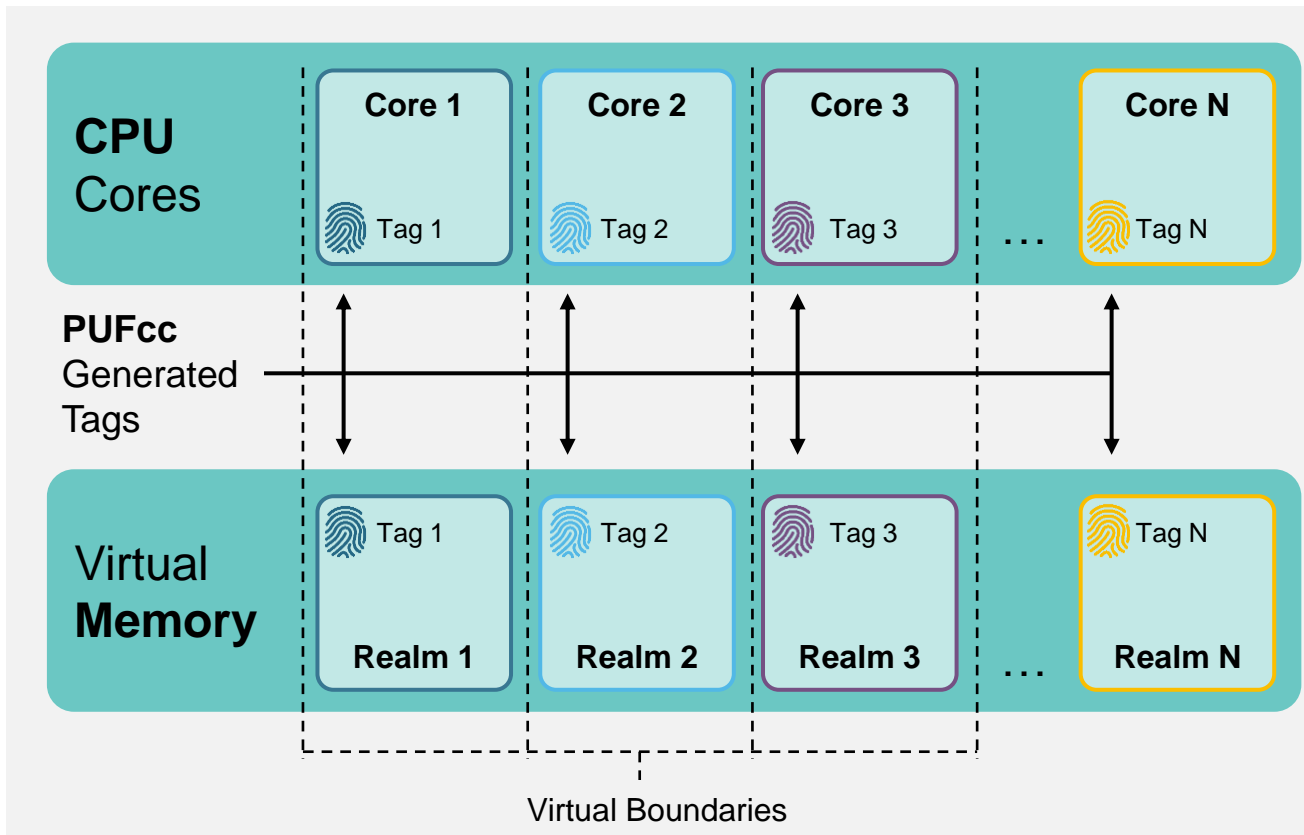 CPU
Cores
Core 1
Core 2
Core 3
Core N
Tag 1
Tag 2
Tag 3
...
Tag N
PUFcc
Generated
Tags
Virtual
Memory
Tag 1
Tag 2
Tag 3
Tag N
Realm 1
Realm 2
Realm 3
...
Realm N
Virtual Boundaries